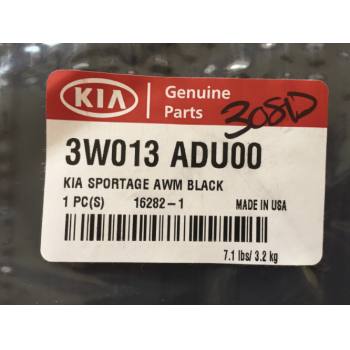 KIA
Genuine
Parts
3W013 ADU00
KIA SPORTAGE AWM BLACK
1 PC(S) 16282-1 MADE IN USA
7.1 lbs/ 3.2 kg